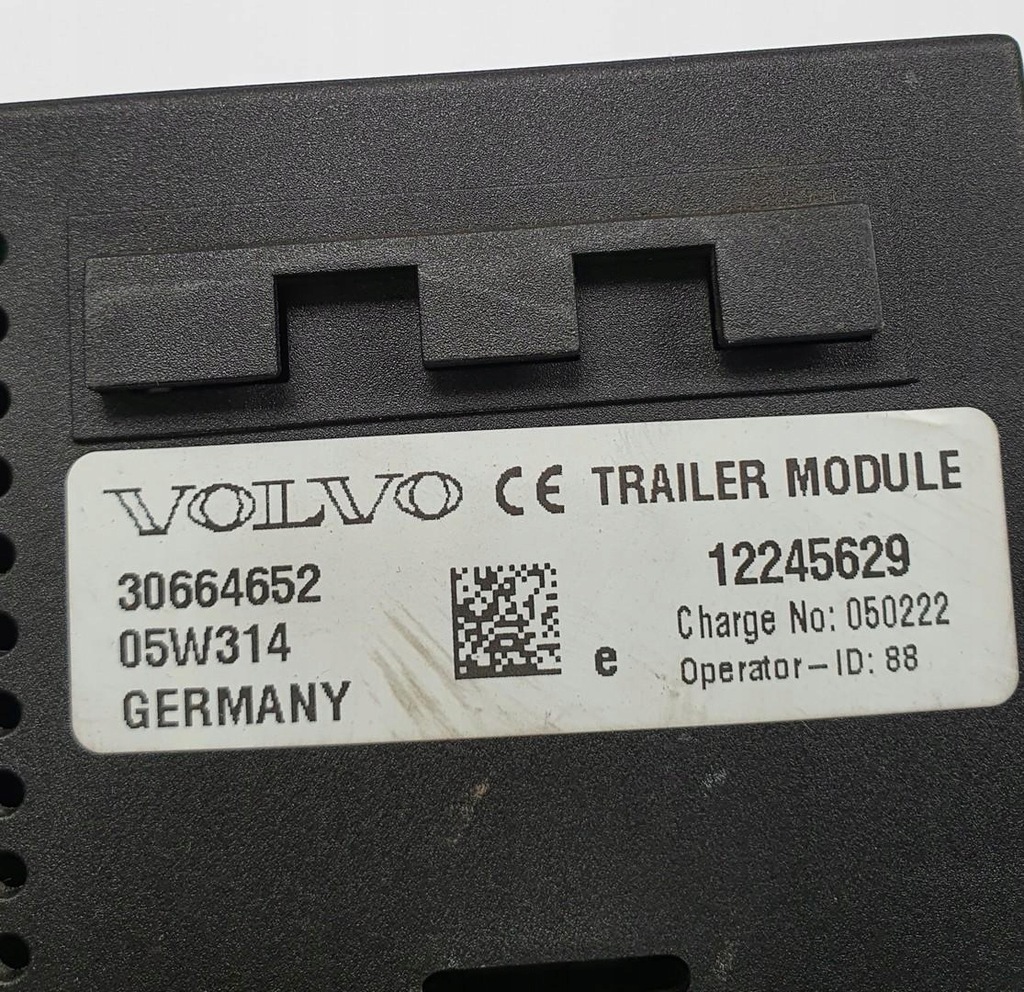 VOLVO CE TRAILER MODULE
30664652
05W314
GERMANY
e
12245629
Charge No: 050222
Operator-ID: 88